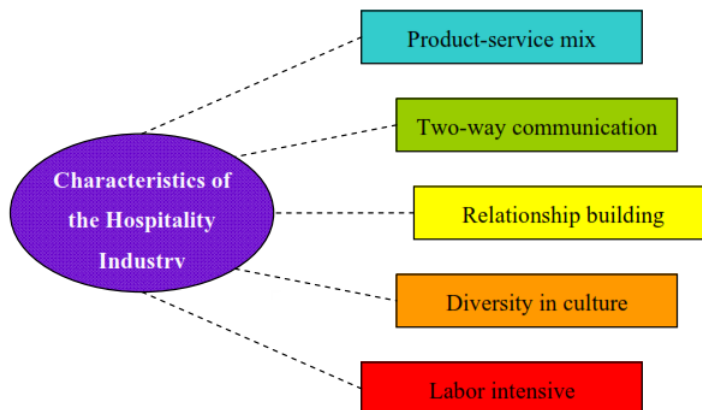 Product-service mix
Two-way communication
Characteristics of
the Hospitality
Industry
Relationship building
Diversity in culture
Labor intensive